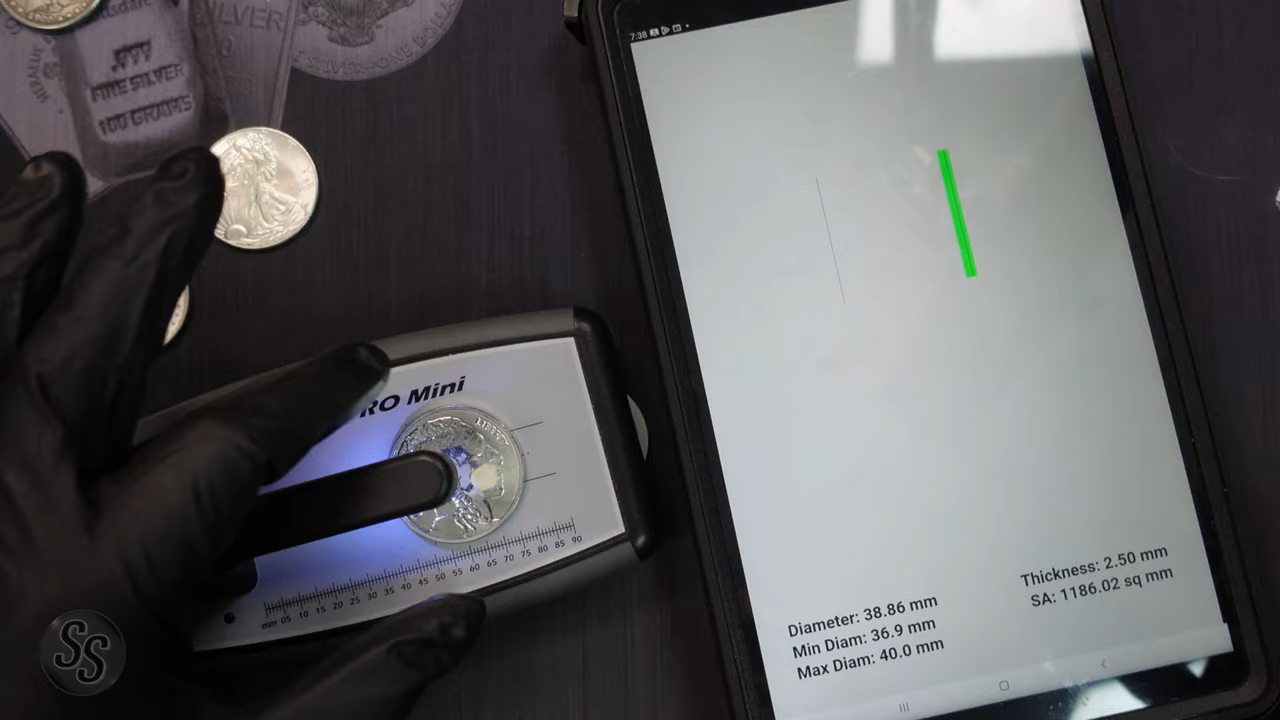 .999
FINE SILVER
100 GRAMS
HERAEUS
SILVER
SILVER—ONE DOLLAR
7:38
RO Mini
LIBERTY
mm 05 10 15 20 25 30 35 40 45 50 55 60 65 70 75 80 85 90
Thickness: 2.50 mm
SA: 1186.02 sq mm
Diameter: 38.86 mm
Min Diam: 36.9 mm
Max Diam: 40.0 mm
SS